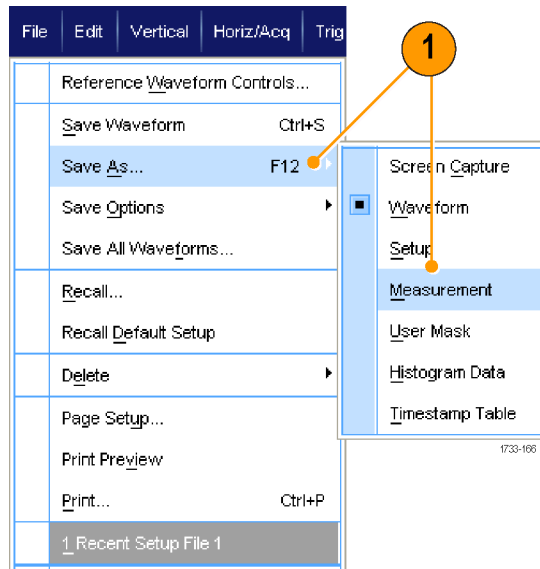 File Edit Vertical Horiz/Acq Trig
1
Reference Waveform Controls...
Save Waveform Ctrl+S
Save As... F12
Save Options
Save All Waveforms...
Recall...
Recall Default Setup
Delete
Page Setup...
Print Preview
Print... Ctrl+P
1 Recent Setup File 1
Screen Capture
Waveform
Setup
Measurement
User Mask
Histogram Data
Timestamp Table
1733-166